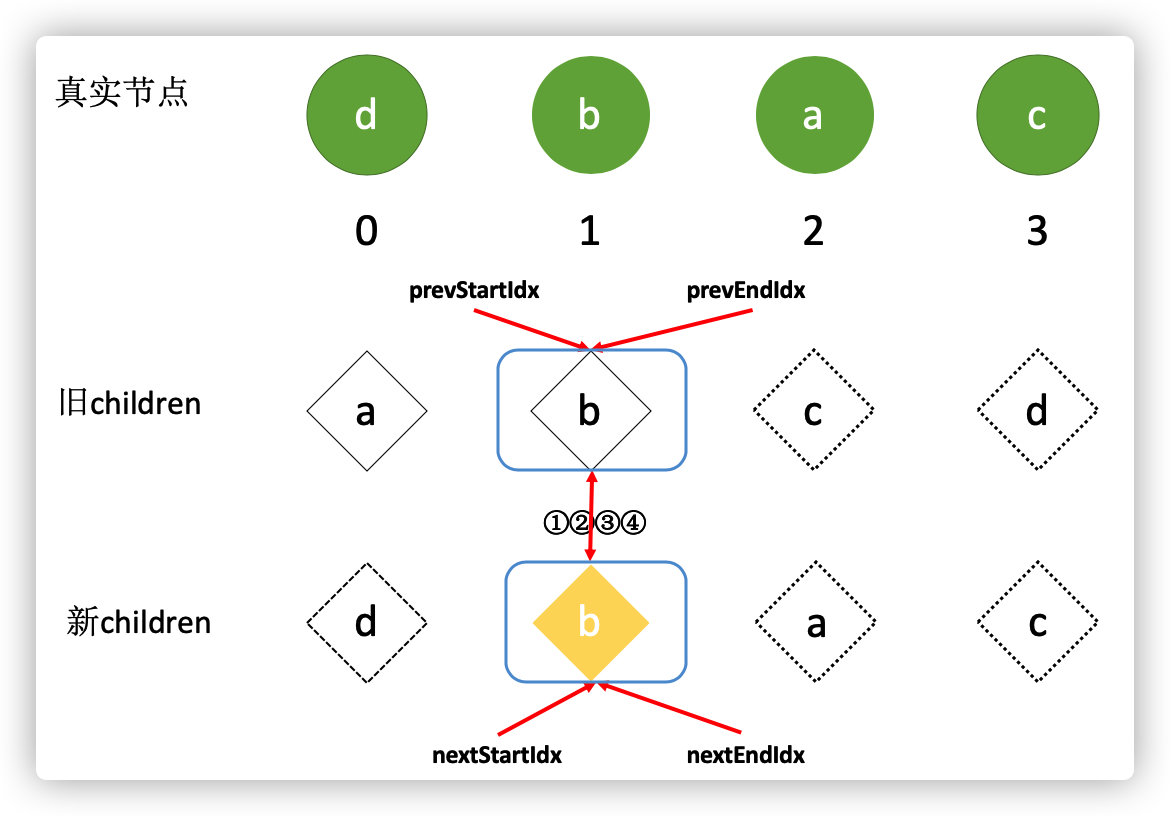 真实节点 d b a c
0 1 2 3
prevStartIdx prevEndIdx
旧children a b c d
①②③④
新children d b a c
nextStartIdx nextEndIdx